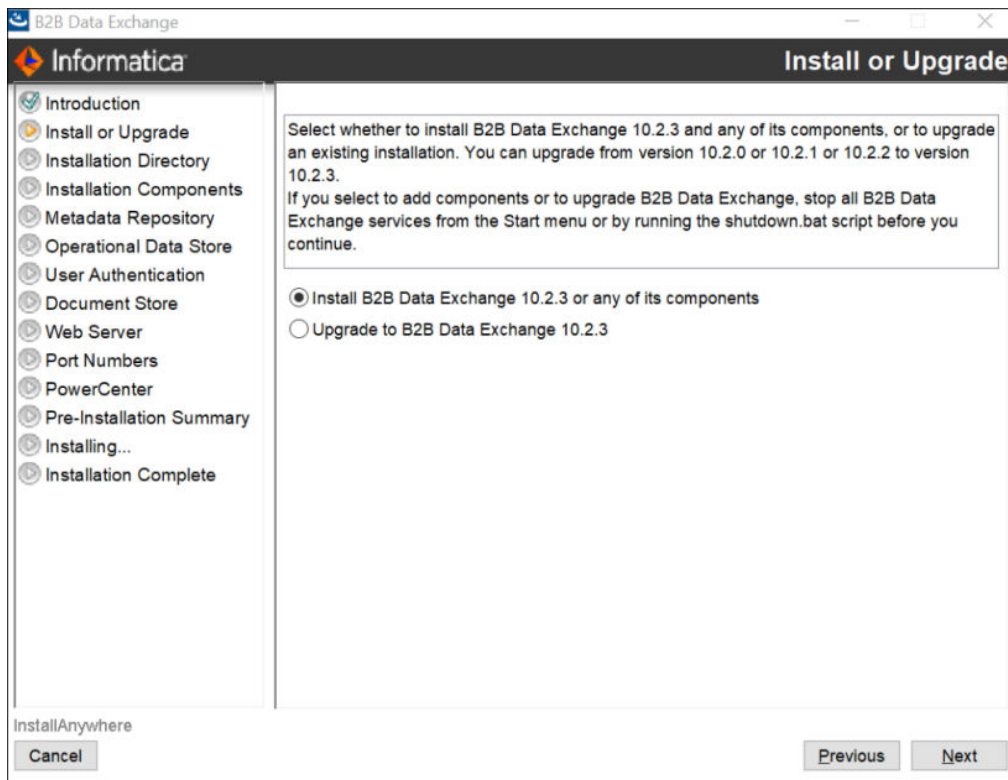 B2B Data Exchange
Informatica
Install or Upgrade
Introduction
Install or Upgrade
Installation Directory
Installation Components
Metadata Repository
Operational Data Store
User Authentication
Document Store
Web Server
Port Numbers
PowerCenter
Pre-Installation Summary
Installing...
Installation Complete
Select whether to install B2B Data Exchange 10.2.3 and any of its components, or to upgrade
an existing installation. You can upgrade from version 10.2.0 or 10.2.1 or 10.2.2 to version
10.2.3.
If you select to add components or to upgrade B2B Data Exchange, stop all B2B Data
Exchange services from the Start menu or by running the shutdown.bat script before you
continue.
Install B2B Data Exchange 10.2.3 or any of its components
Upgrade to B2B Data Exchange 10.2.3
InstallAnywhere
Cancel
Previous
Next